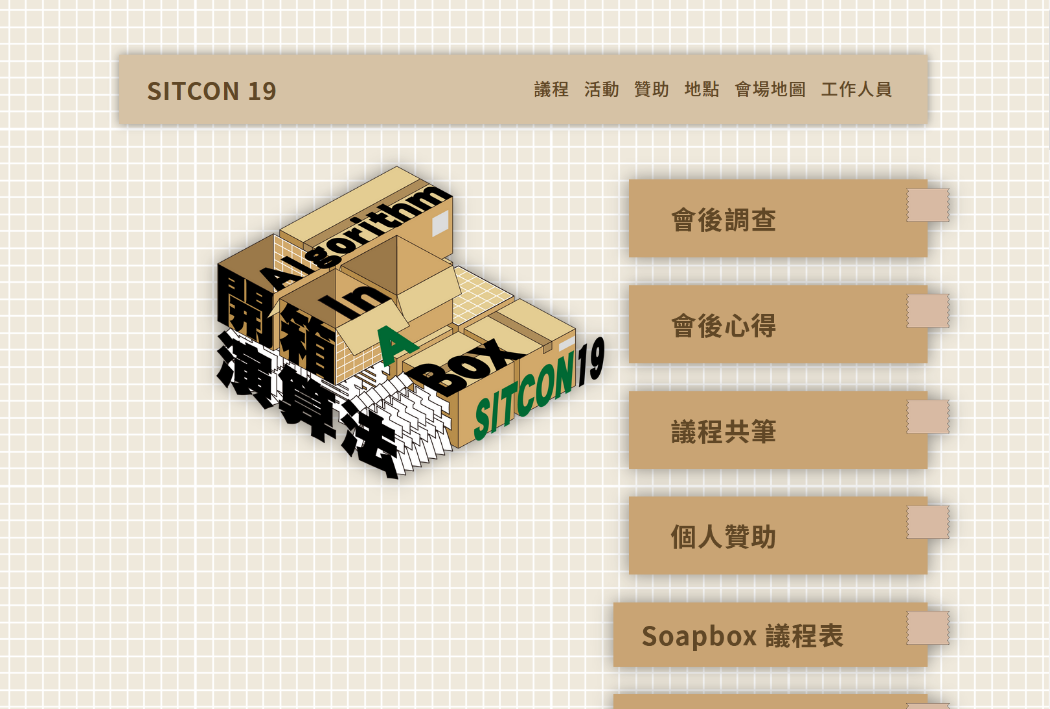 SITCON 19
議程 活動 贊助 地點 會場地圖 工作人員
Algorithm
In
A
Box
SITCON19
開箱
演算法
會後調查
會後心得
議程共筆
個人贊助
Soapbox 議程表